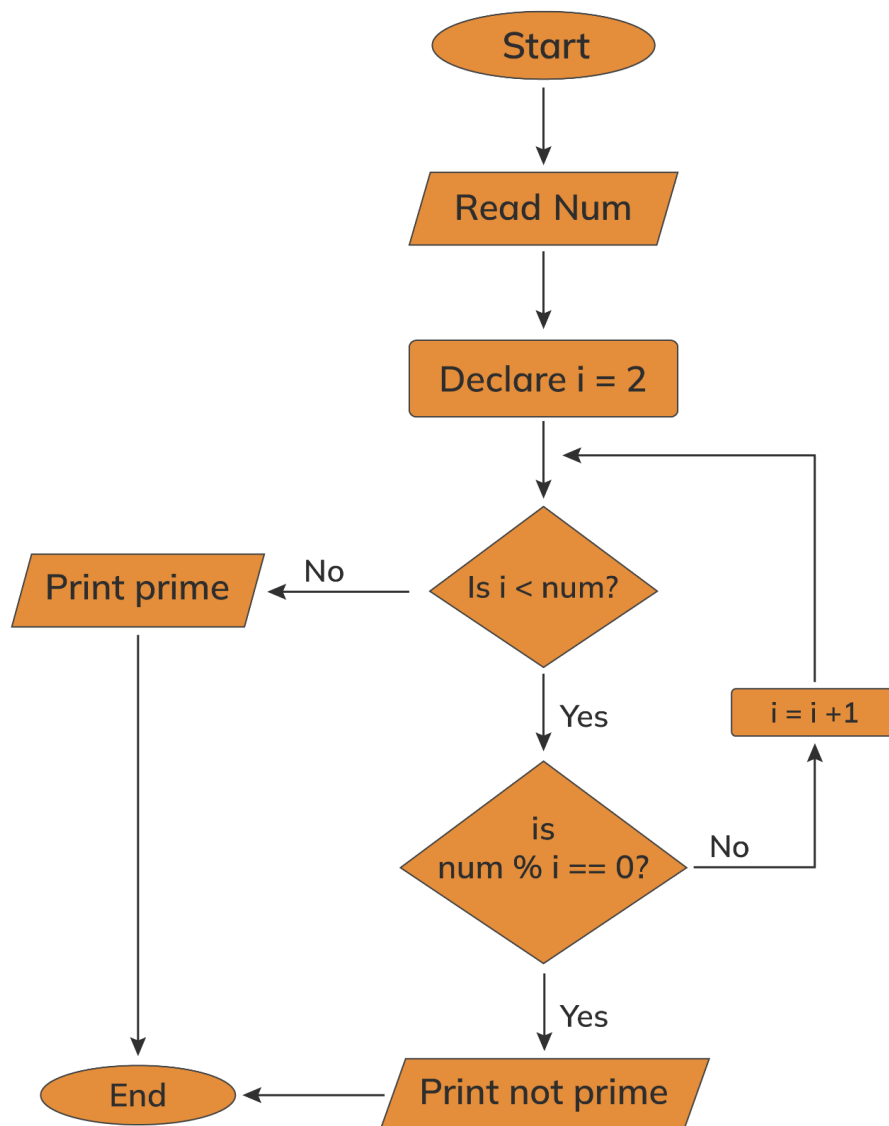 Start
Read Num
Declare i = 2
Is i < num?
No
Print prime
Yes
is
num % i == 0?
No
i = i +1
Yes
Print not prime
End